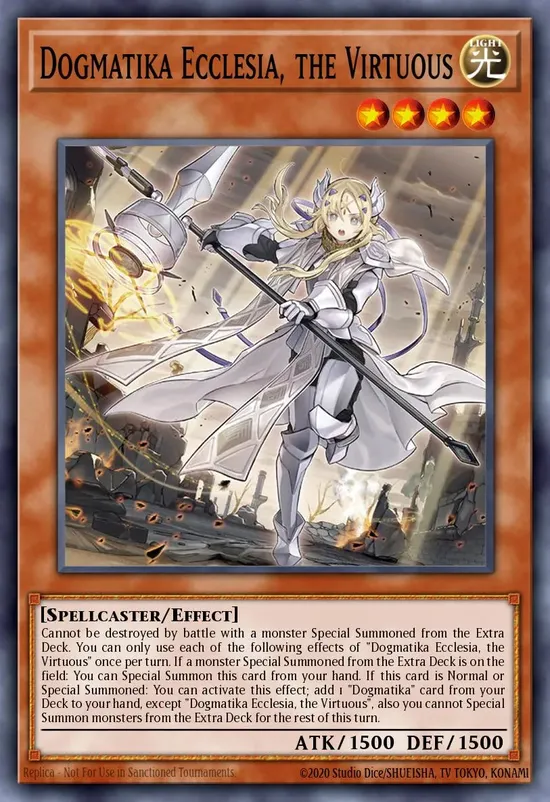 DOGMATIKA ECCLESIA, THE VIRTUOUS
LIGHT
光
[SPELLCASTER/EFFECT]
Cannot be destroyed by battle with a monster Special Summoned from the Extra
Deck. You can only use each of the following effects of "Dogmatika Ecclesia, the
Virtuous" once per turn. If a monster Special Summoned from the Extra Deck is on the
field: You can Special Summon this card from your hand. If this card is Normal or
Special Summoned: You can activate this effect; add 1 "Dogmatika" card from your
Deck to your hand, except "Dogmatika Ecclesia, the Virtuous", also you cannot Special
Summon monsters from the Extra Deck for the rest of this turn.
ATK/1500 DEF/1500
Replica - Not For Use in Sanctioned Tournaments
©2020 Studio Dice/SHUEISHA, TV TOKYO, KONAMI